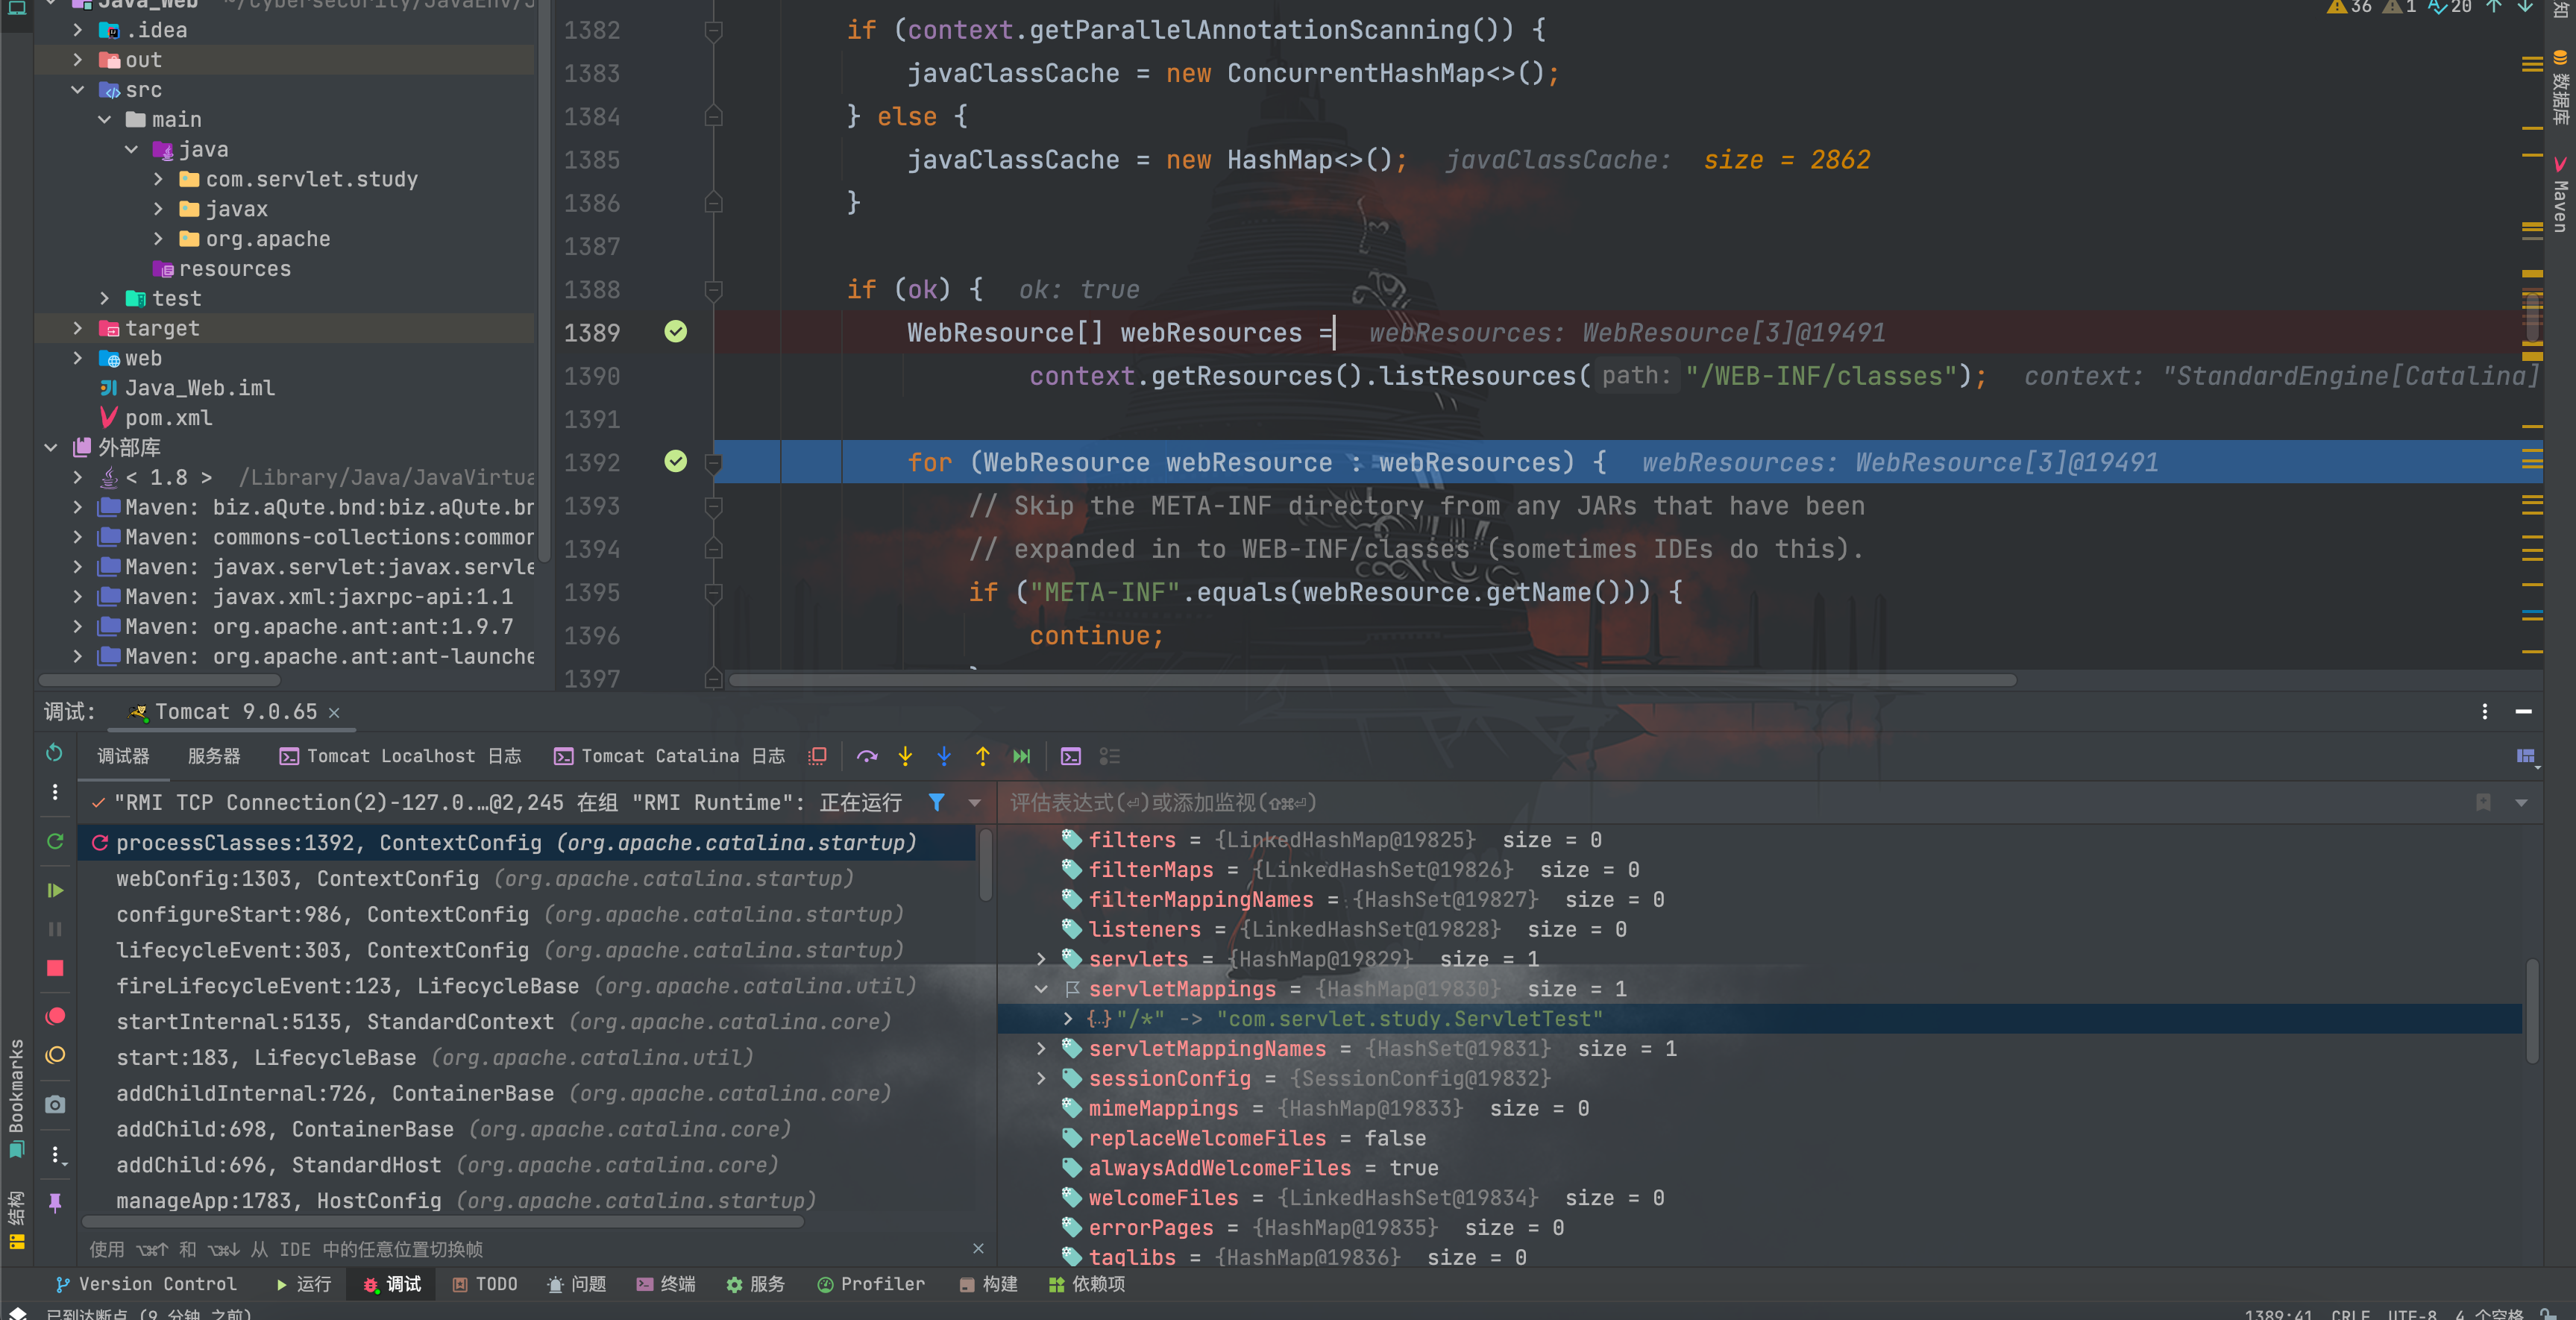 Java_Web ~/cybersecurity/JavaEnv/J
.idea
out
src
main
java
com.servlet.study
javax
org.apache
resources
test
target
web
Java_Web.iml
pom.xml
外部库
< 1.8 > /Library/Java/JavaVirtua
Maven: biz.aQute.bnd:biz.aQute.br
Maven: commons-collections:commor
Maven: javax.servlet:javax.servle
Maven: javax.xml:jaxrpc-api:1.1
Maven: org.apache.ant:ant:1.9.7
Maven: org.apache.ant:ant-launche
36 1 20
1382 if (context.getParallelAnnotationScanning()) {
1383 javaClassCache = new ConcurrentHashMap<>();
1384 } else {
1385 javaClassCache = new HashMap<>(); javaClassCache: size = 2862
1386 }
1387
1388 if (ok) { ok: true
1389 WebResource[] webResources = webResources: WebResource[3]@19491
1390 context.getResources().listResources( path: "/WEB-INF/classes"); context: "StandardEngine[Catalina]
1391
1392 for (WebResource webResource : webResources) { webResources: WebResource[3]@19491
1393 // Skip the META-INF directory from any JARs that have been
1394 // expanded in to WEB-INF/classes (sometimes IDEs do this).
1395 if ("META-INF".equals(webResource.getName())) {
1396 continue;
1397 }
知
数据库
Maven
调试: Tomcat 9.0.65
调试器 服务器 Tomcat Localhost 日志 Tomcat Catalina 日志
"RMI TCP Connection(2)-127.0.…@2,245 在组 "RMI Runtime": 正在运行
processClasses:1392, ContextConfig (org.apache.catalina.startup)
webConfig:1303, ContextConfig (org.apache.catalina.startup)
configureStart:986, ContextConfig (org.apache.catalina.startup)
lifecycleEvent:303, ContextConfig (org.apache.catalina.startup)
fireLifecycleEvent:123, LifecycleBase (org.apache.catalina.util)
startInternal:5135, StandardContext (org.apache.catalina.core)
start:183, LifecycleBase (org.apache.catalina.util)
addChildInternal:726, ContainerBase (org.apache.catalina.core)
addChild:698, ContainerBase (org.apache.catalina.core)
addChild:696, StandardHost (org.apache.catalina.core)
manageApp:1783, HostConfig (org.apache.catalina.startup)
使用 ⌥⌘↑ 和 ⌥⌘↓ 从 IDE 中的任意位置切换帧
评估表达式(⏎)或添加监视(⇧⌘⏎)
filters = {LinkedHashMap@19825} size = 0
filterMaps = {LinkedHashSet@19826} size = 0
filterMappingNames = {HashSet@19827} size = 0
listeners = {LinkedHashSet@19828} size = 0
servlets = {HashMap@19829} size = 1
servletMappings = {HashMap@19830} size = 1
"/*" -> "com.servlet.study.ServletTest"
servletMappingNames = {HashSet@19831} size = 1
sessionConfig = {SessionConfig@19832}
mimeMappings = {HashMap@19833} size = 0
replaceWelcomeFiles = false
alwaysAddWelcomeFiles = true
welcomeFiles = {LinkedHashSet@19834} size = 0
errorPages = {HashMap@19835} size = 0
taglibs = {HashMap@19836} size = 0
Bookmarks
结构
Version Control 运行 调试 TODO 问题 终端 服务 Profiler 构建 依赖项
已到达断点 (9 分钟 之前)
1389:41 CRLF UTF-8 4 个空格